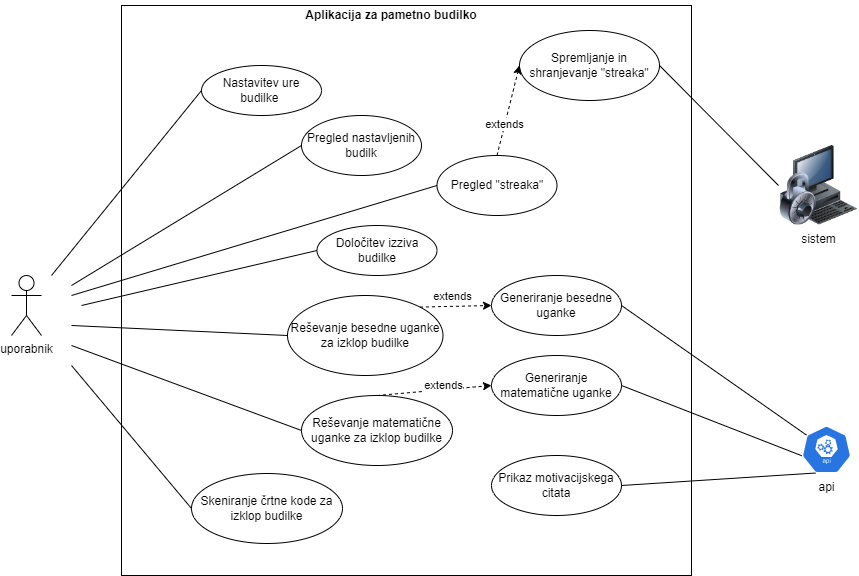 Aplikacija za pametno budilko
Spremljanje in
shranjevanje "streaka"
Nastavitev ure
budilke
extends
Pregled nastavljenih
budilk
Pregled "streaka"
sistem
Določitev izziva
budilke
extends
Generiranje besedne
uganke
Reševanje besedne uganke
za izklop budilke
uporabnik
extends
Generiranje
matematične uganke
Reševanje matematične
uganke za izklop budilke
api
api
Prikaz motivacijskega
citata
Skeniranje črtne kode za
izklop budilke